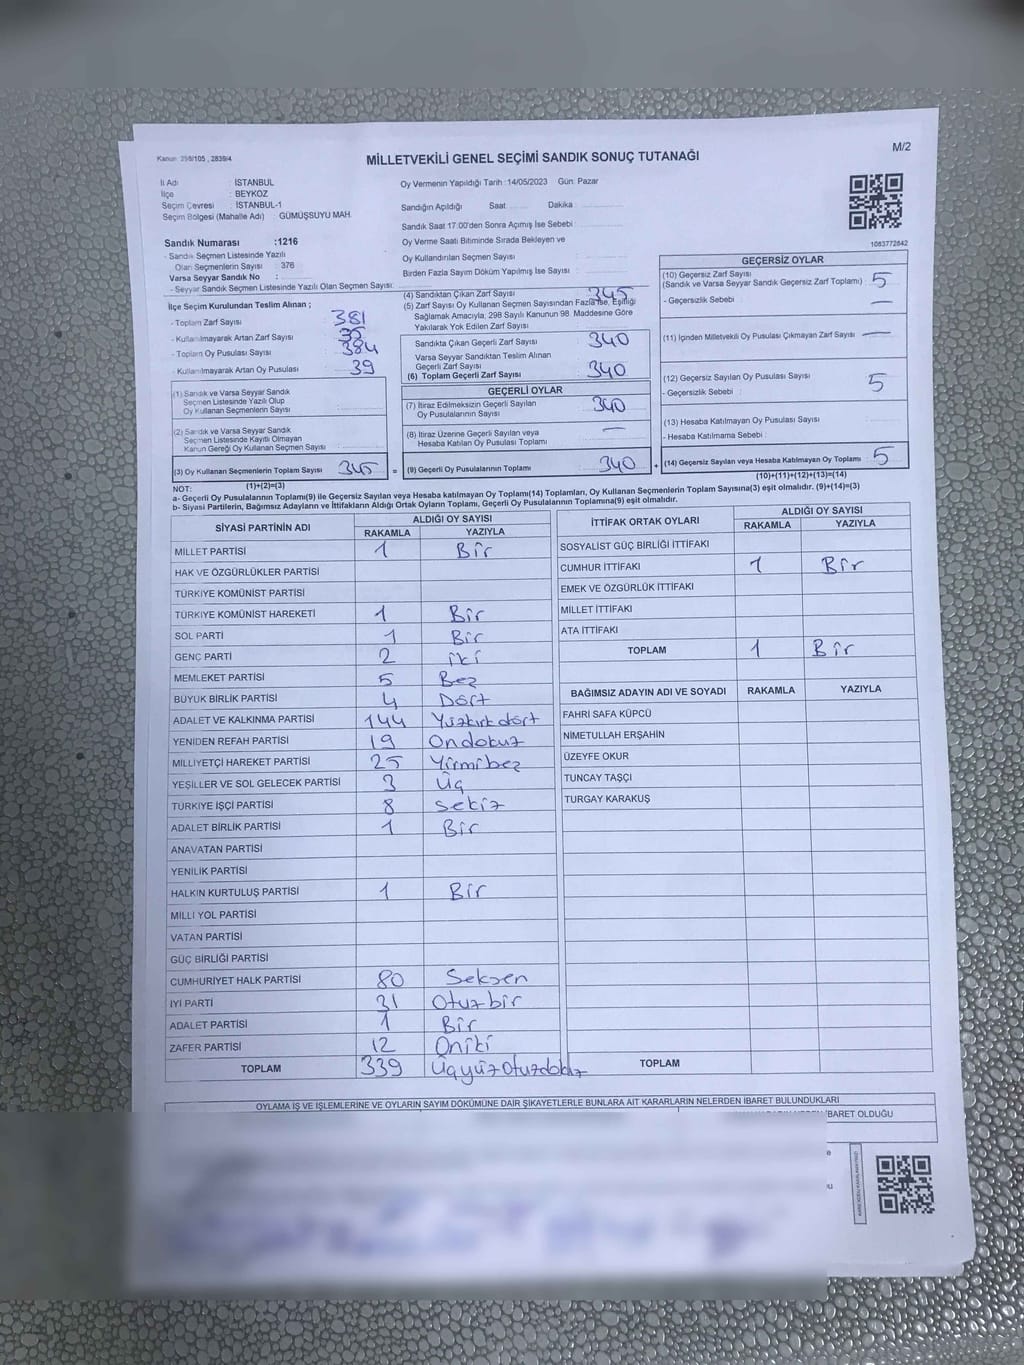 Kanun: 298/105 , 2839/4
M/2
MİLLETVEKİLİ GENEL SEÇİMİ SANDIK SONUÇ TUTANAĞI
İl Adı : İSTANBUL
İlçe : BEYKOZ
Seçim Çevresi : İSTANBUL-1
Seçim Bölgesi (Mahalle Adı) : GÜMÜŞSUYU MAH.
Sandık Numarası :1216
- Sandık Seçmen Listesinde Yazılı
Olan Seçmenlerin Sayısı : 376
Varsa Seyyar Sandık No :
- Seyyar Sandık Seçmen Listesinde Yazılı Olan Seçmen Sayısı:
Oy Vermenin Yapıldığı Tarih :14/05/2023 Gün: Pazar
Sandığın Açıldığı Saat Dakika
Sandık Saat 17:00'den Sonra Açılmış İse Sebebi :
Oy Verme Saati Bitiminde Sırada Bekleyen ve
Oy Kullandırılan Seçmen Sayısı :
Birden Fazla Sayım Döküm Yapılmış İse Sayısı :
1083772842
İlçe Seçim Kurulundan Teslim Alınan ;
- Toplam Zarf Sayısı 381
- Kullanılmayarak Artan Zarf Sayısı 35
- Toplam Oy Pusulası Sayısı 384
- Kullanılmayarak Artan Oy Pusulası 39
(1) Sandık ve Varsa Seyyar Sandık
Seçmen Listesinde Yazılı Olup
Oy Kullanan Seçmenlerin Sayısı
(2) Sandık ve Varsa Seyyar Sandık
Seçmen Listesinde Kayıtlı Olmayan
Kanun Gereği Oy Kullanan Seçmen Sayısı
(3) Oy Kullanan Seçmenlerin Toplam Sayısı 345
(1)+(2)=(3)
(4) Sandıktan Çıkan Zarf Sayısı 345
(5) Zarf Sayısı Oy Kullanan Seçmen Sayısından Fazla ise, Eşitliği
Sağlamak Amacıyla; 298 Sayılı Kanunun 98. Maddesine Göre
Yakılarak Yok Edilen Zarf Sayısı
Sandıkta Çıkan Geçerli Zarf Sayısı 340
Varsa Seyyar Sandıktan Teslim Alınan
Geçerli Zarf Sayısı
(6) Toplam Geçerli Zarf Sayısı 340
GEÇERLİ OYLAR
(7) İtiraz Edilmeksizin Geçerli Sayılan
Oy Pusulalarının Sayısı 340
(8) İtiraz Üzerine Geçerli Sayılan veya
Hesaba Katılan Oy Pusulası Toplamı —
= (9) Geçerli Oy Pusulalarının Toplamı 340 +
GEÇERSİZ OYLAR
(10) Geçersiz Zarf Sayısı
(Sandık ve Varsa Seyyar Sandık Geçersiz Zarf Toplamı) 5
- Geçersizlik Sebebi : —
(11) İçinden Milletvekili Oy Pusulası Çıkmayan Zarf Sayısı —
(12) Geçersiz Sayılan Oy Pusulası Sayısı 5
- Geçersizlik Sebebi :
(13) Hesaba Katılmayan Oy Pusulası Sayısı
- Hesaba Katılmama Sebebi :
(14) Geçersiz Sayılan veya Hesaba Katılmayan Oy Toplamı 5
(10)+(11)+(12)+(13)=(14)
NOT:
a- Geçerli Oy Pusulalarının Toplamı(9) ile Geçersiz Sayılan veya Hesaba katılmayan Oy Toplamı(14) Toplamları, Oy Kullanan Seçmenlerin Toplam Sayısına(3) eşit olmalıdır. (9)+(14)=(3)
b- Siyasi Partilerin, Bağımsız Adayların ve İttifakların Aldığı Ortak Oyların Toplamı, Geçerli Oy Pusulalarının Toplamına(9) eşit olmalıdır.
SİYASİ PARTİNİN ADI ALDIĞI OY SAYISI
RAKAMLA YAZIYLA
MİLLET PARTİSİ 1 Bir
HAK VE ÖZGÜRLÜKLER PARTİSİ
TÜRKİYE KOMÜNİST PARTİSİ
TÜRKİYE KOMÜNİST HAREKETİ 1 Bir
SOL PARTİ 1 Bir
GENÇ PARTİ 2 iki
MEMLEKET PARTİSİ 5 Beş
BÜYÜK BİRLİK PARTİSİ 4 Dört
ADALET VE KALKINMA PARTİSİ 144 Yüzkırkdört
YENİDEN REFAH PARTİSİ 19 Ondokuz
MİLLİYETÇİ HAREKET PARTİSİ 25 Yirmibeş
YEŞİLLER VE SOL GELECEK PARTİSİ 3 Üç
TÜRKİYE İŞÇİ PARTİSİ 8 Sekiz
ADALET BİRLİK PARTİSİ 1 Bir
ANAVATAN PARTİSİ
YENİLİK PARTİSİ
HALKIN KURTULUŞ PARTİSİ 1 Bir
MİLLİ YOL PARTİSİ
VATAN PARTİSİ
GÜÇ BİRLİĞİ PARTİSİ
CUMHURİYET HALK PARTİSİ 80 Seksen
İYİ PARTİ 31 Otuzbir
ADALET PARTİSİ 1 Bir
ZAFER PARTİSİ 12 Oniki
TOPLAM 339 Üçyüzotuzdokuz
İTTİFAK ORTAK OYLARI ALDIĞI OY SAYISI
RAKAMLA YAZIYLA
SOSYALİST GÜÇ BİRLİĞİ İTTİFAKI
CUMHUR İTTİFAKI 1 Bir
EMEK VE ÖZGÜRLÜK İTTİFAKI
MİLLET İTTİFAKI
ATA İTTİFAKI
TOPLAM 1 Bir
BAĞIMSIZ ADAYIN ADI VE SOYADI RAKAMLA YAZIYLA
FAHRİ SAFA KÜPCÜ
NİMETULLAH ERŞAHİN
ÜZEYFE OKUR
TUNCAY TAŞÇI
TURGAY KARAKUŞ
TOPLAM
OYLAMA İŞ VE İŞLEMLERİNE VE OYLARIN SAYIM DÖKÜMÜNE DAİR ŞİKAYETLERLE BUNLARA AİT KARARLARIN NELERDEN İBARET BULUNDUKLARI
İBARET OLDUĞU